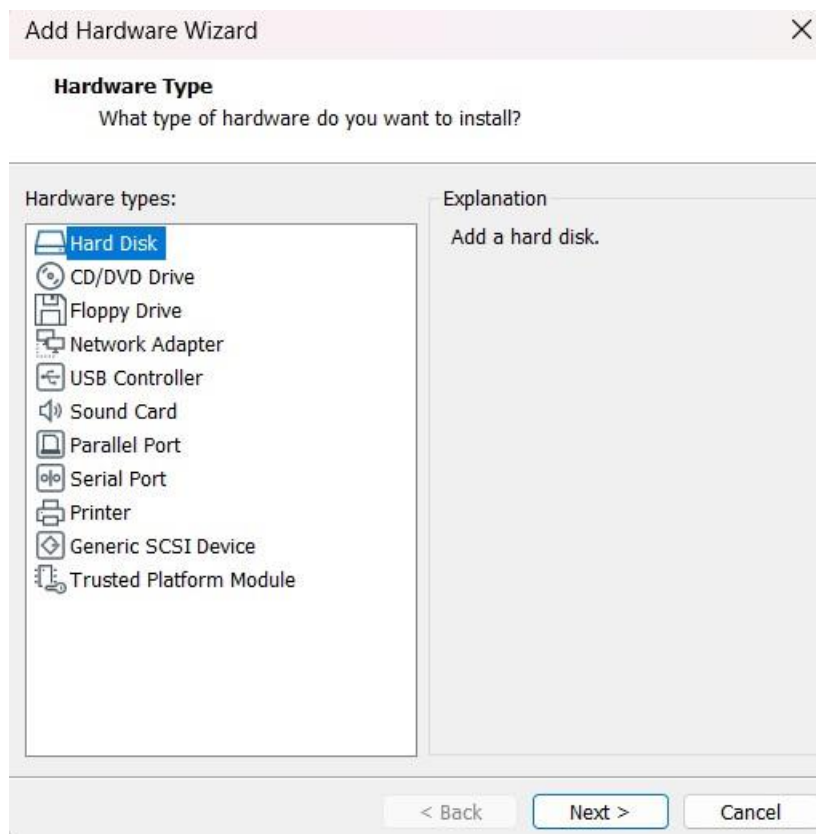 Add Hardware Wizard
Hardware Type
What type of hardware do you want to install?
Hardware types:
Hard Disk
CD/DVD Drive
Floppy Drive
Network Adapter
USB Controller
Sound Card
Parallel Port
Serial Port
Printer
Generic SCSI Device
Trusted Platform Module
Explanation
Add a hard disk.
< Back
Next >
Cancel